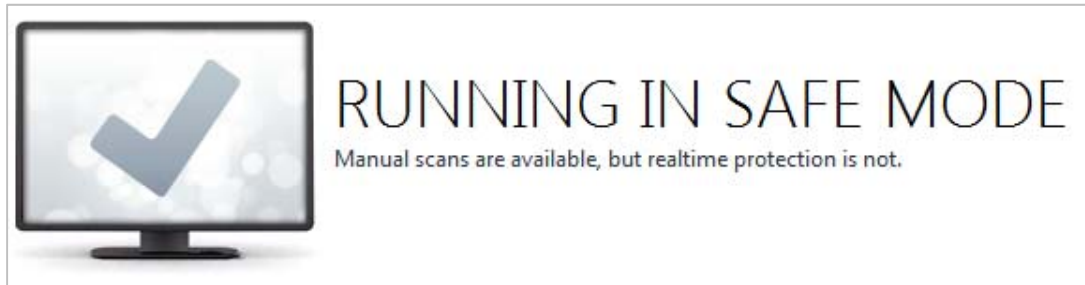 RUNNING IN SAFE MODE
Manual scans are available, but realtime protection is not.